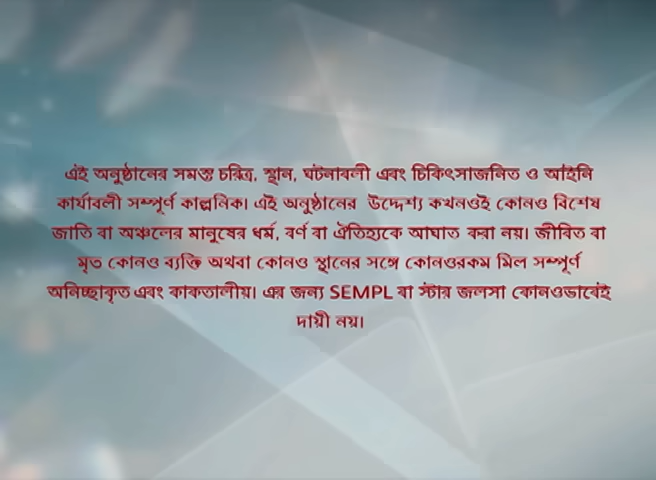 এই অনুষ্ঠানের সমস্ত চরিত্র, স্থান, ঘটনাবলী এবং চিকিৎসাজনিত ও আইনি
কার্যাবলী সম্পূর্ণ কাল্পনিক। এই অনুষ্ঠানের উদ্দেশ্য কখনওই কোনও বিশেষ
জাতি বা অঞ্চলের মানুষের ধর্ম, বর্ণ বা ঐতিহ্যকে আঘাত করা নয়। জীবিত বা
মৃত কোনও ব্যক্তি অথবা কোনও স্থানের সঙ্গে কোনওরকম মিল সম্পূর্ণ
অনিচ্ছাকৃত এবং কাকতালীয়। এর জন্য SEMPL বা স্টার জলসা কোনওভাবেই
দায়ী নয়।